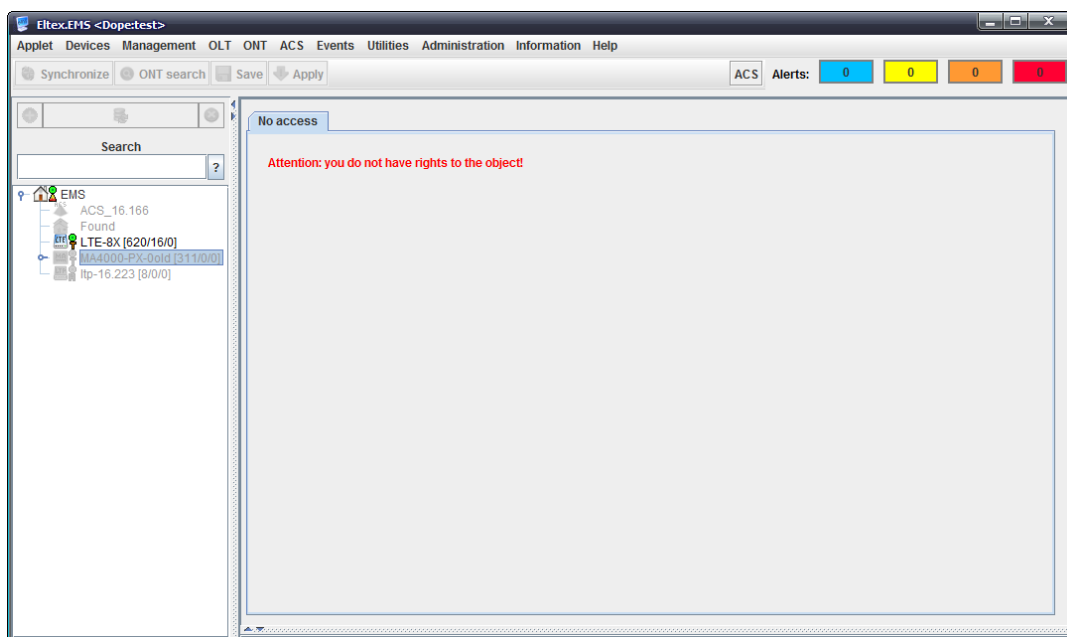 Eltex.EMS <Dope:test>
Applet Devices Management OLT ONT ACS Events Utilities Administration Information Help
Synchronize ONT search Save Apply ACS Alerts: 0 0 0 0
No access
Search
?
Attention: you do not have rights to the object!
EMS
ACS_16.166
Found
LTE-8X [620/16/0]
MA4000-PX-0old [311/0/0]
ltp-16.223 [8/0/0]